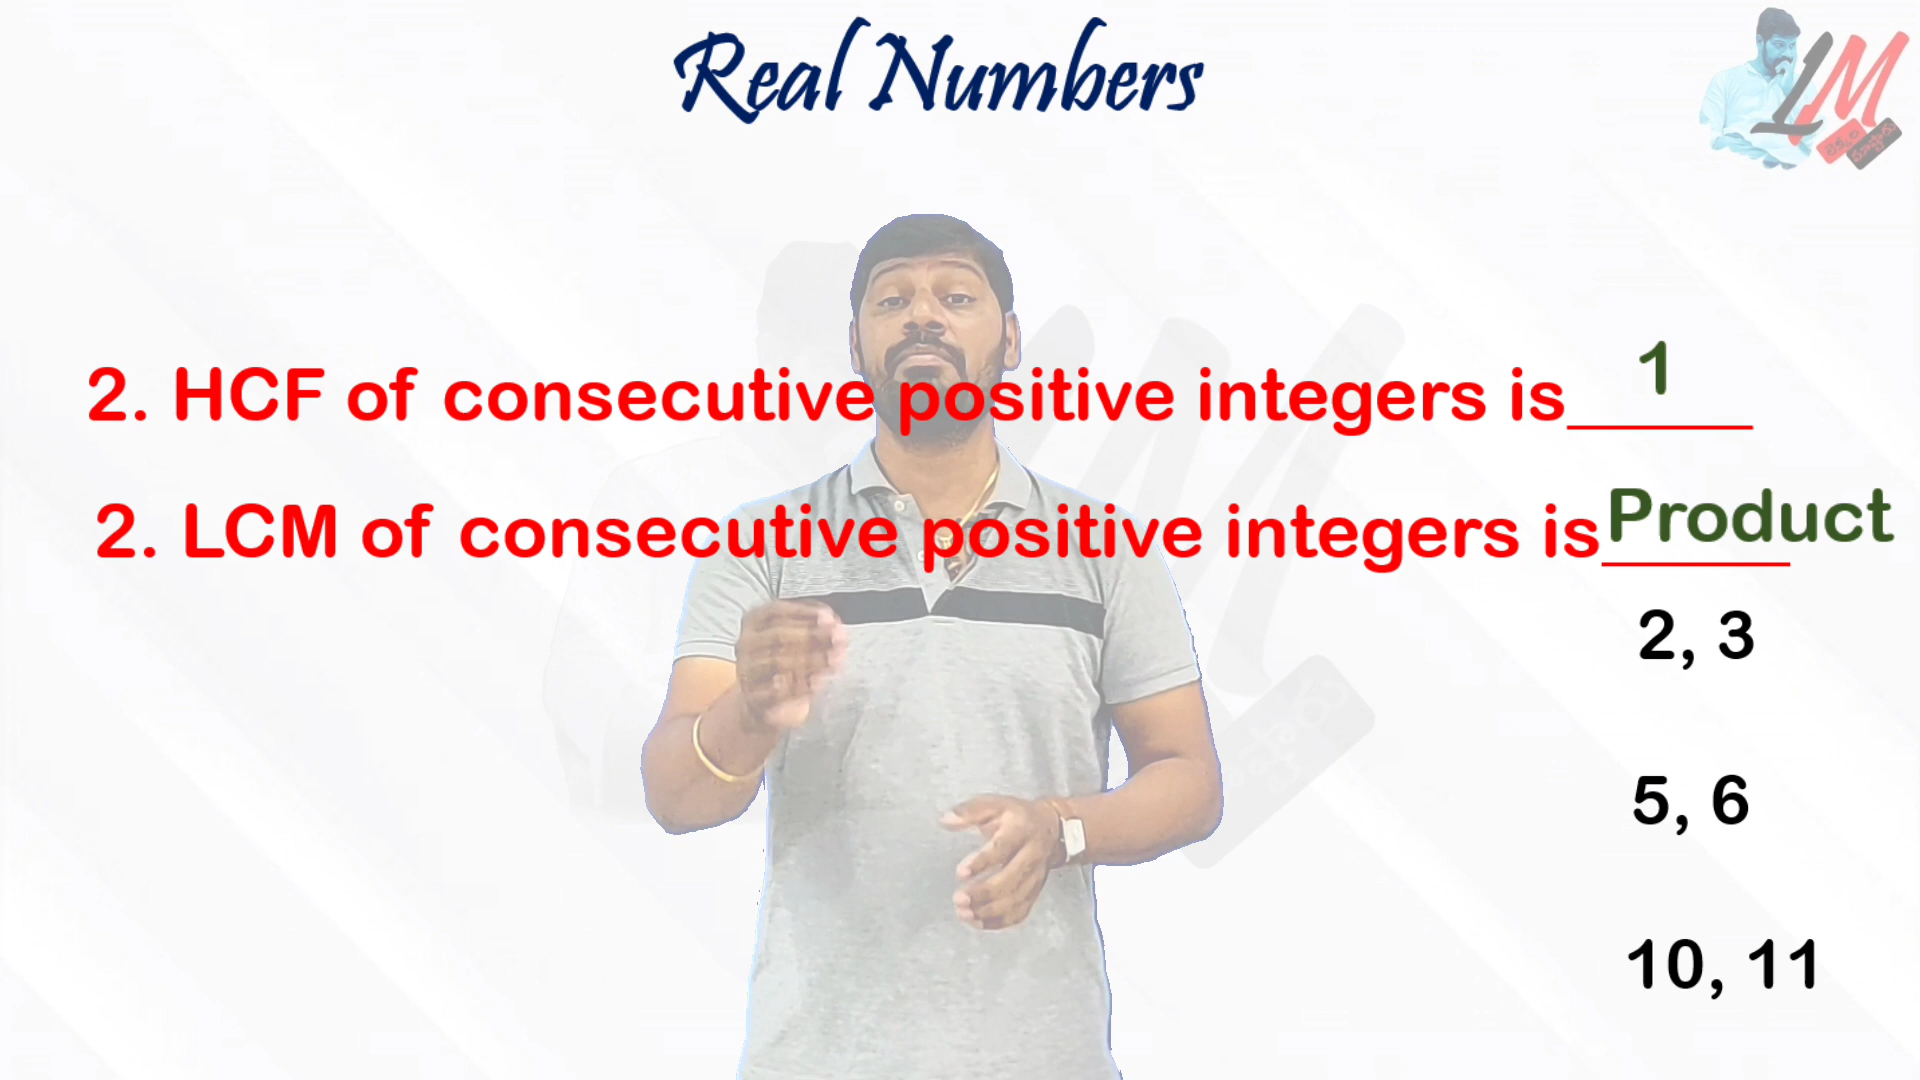 Real Numbers
LM
2. HCF of consecutive positive integers is 1
2. LCM of consecutive positive integers is Product
2, 3
5, 6
10, 11